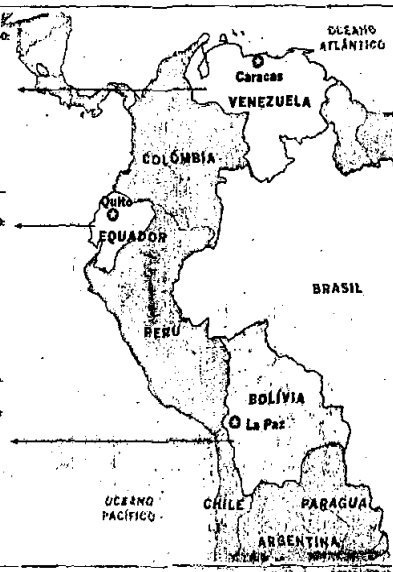 OCEANO
ATLÂNTICO
Caracas
VENEZUELA
COLÔMBIA
Quito
EQUADOR
BRASIL
PERU
BOLÍVIA
La Paz
OCEANO
PACÍFICO
CHILE
PARAGUA
ARGENTINA